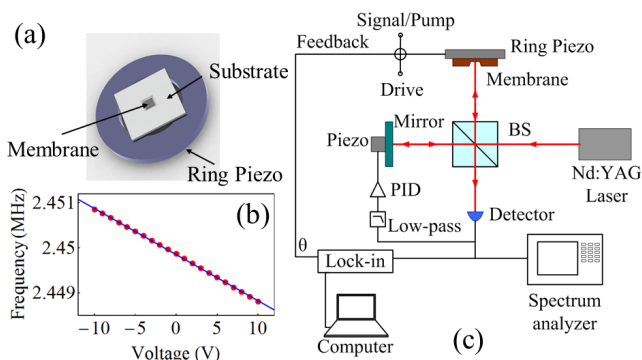 (a)
Substrate
Membrane
Ring Piezo
(b)
Frequency (MHz)
2.451
2.45
2.449
−10 −5 0 5 10
Voltage (V)
Signal/Pump
Feedback
Drive
Ring Piezo
Membrane
Mirror
Piezo
BS
Nd:YAG
Laser
PID
Low-pass
Detector
θ
Lock-in
Computer
Spectrum
analyzer
(c)